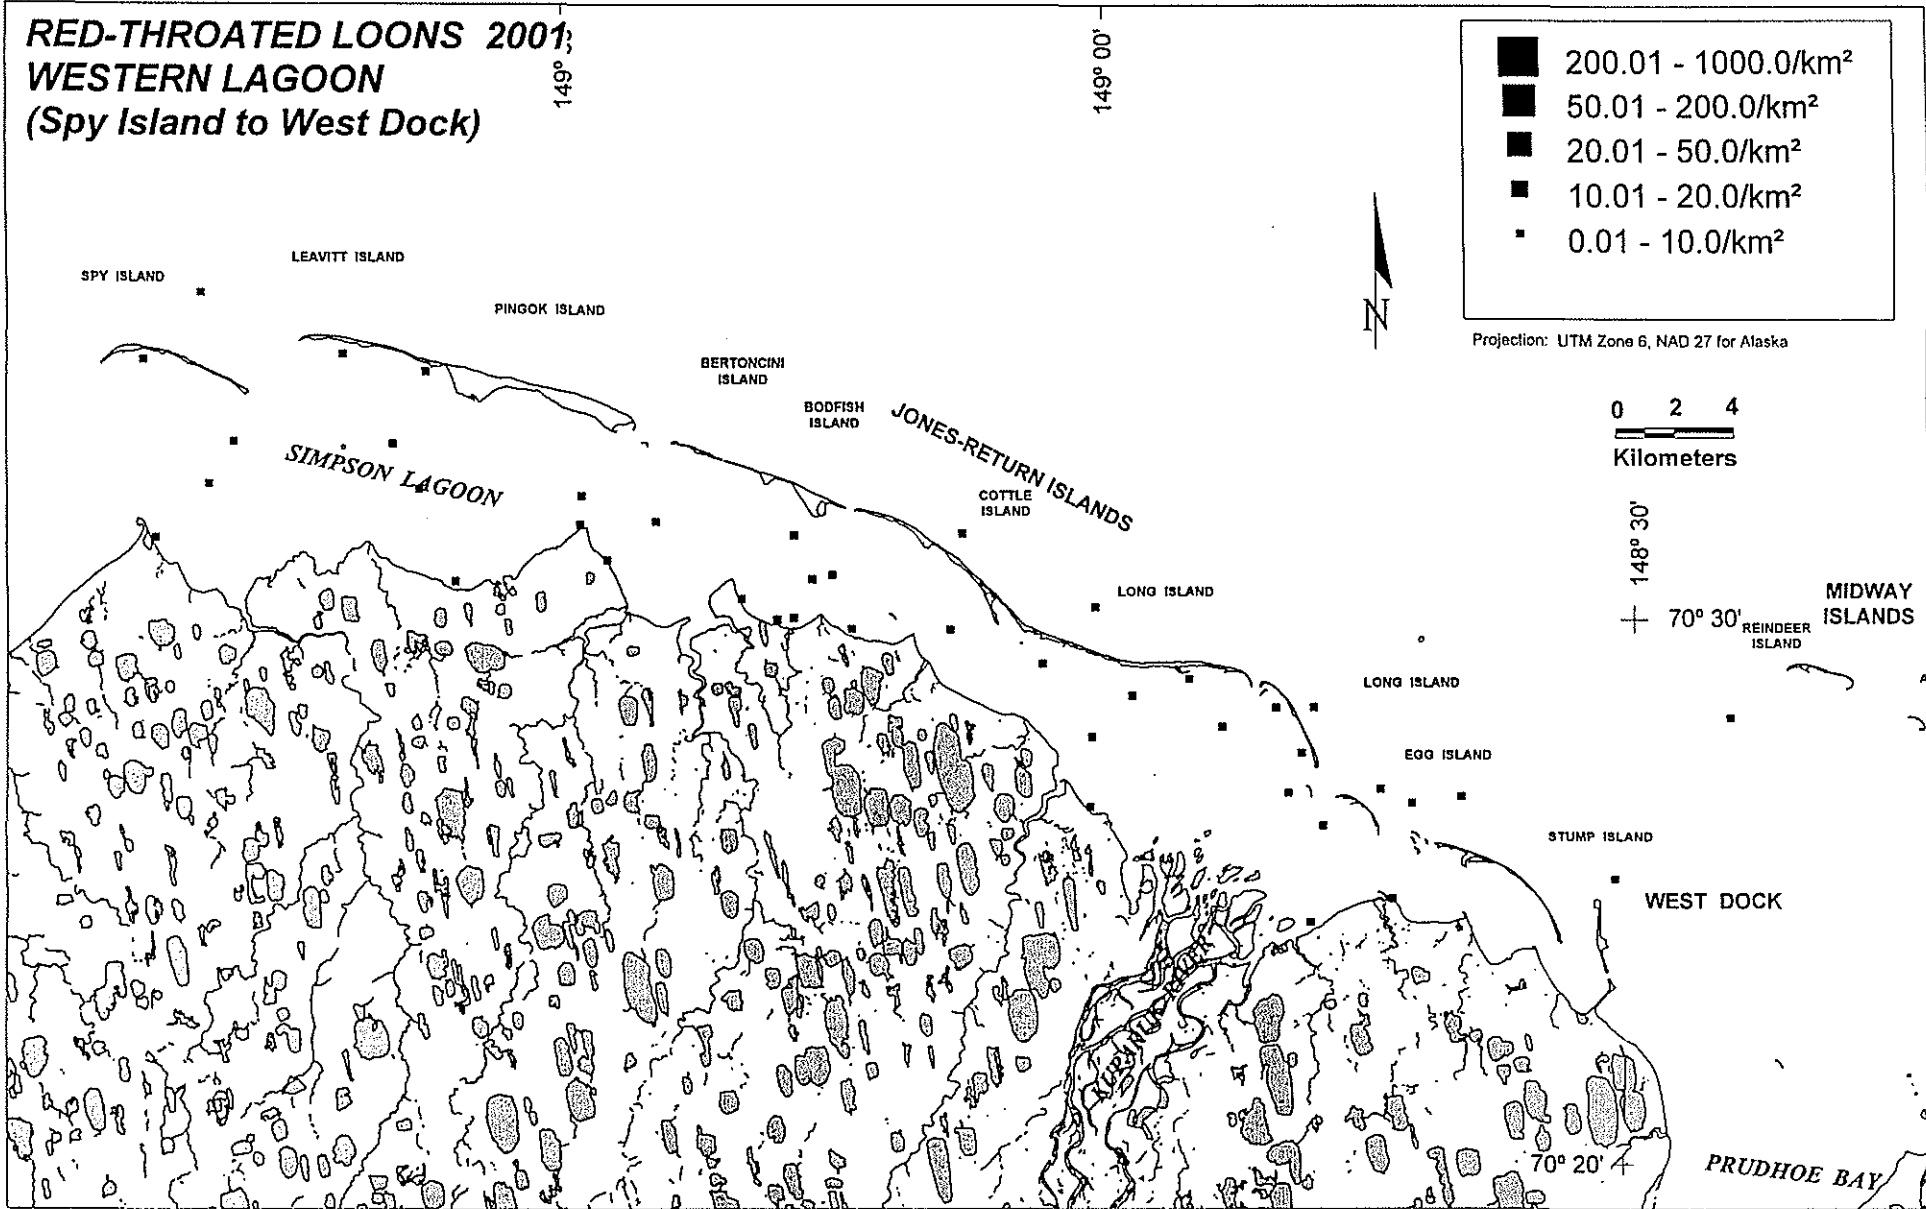 RED-THROATED LOONS 2001
WESTERN LAGOON
(Spy Island to West Dock)
149°
149° 00'
200.01 - 1000.0/km²
50.01 - 200.0/km²
20.01 - 50.0/km²
10.01 - 20.0/km²
0.01 - 10.0/km²
Projection: UTM Zone 6, NAD 27 for Alaska
N
0 2 4
Kilometers
SPY ISLAND
LEAVITT ISLAND
PINGOK ISLAND
BERTONCINI
ISLAND
BODFISH
ISLAND
JONES-RETURN ISLANDS
COTTLE
ISLAND
SIMPSON LAGOON
LONG ISLAND
148° 30'
70° 30'
MIDWAY
ISLANDS
REINDEER
ISLAND
LONG ISLAND
EGG ISLAND
STUMP ISLAND
WEST DOCK
KUPARUK RIVER
70° 20'
PRUDHOE BAY